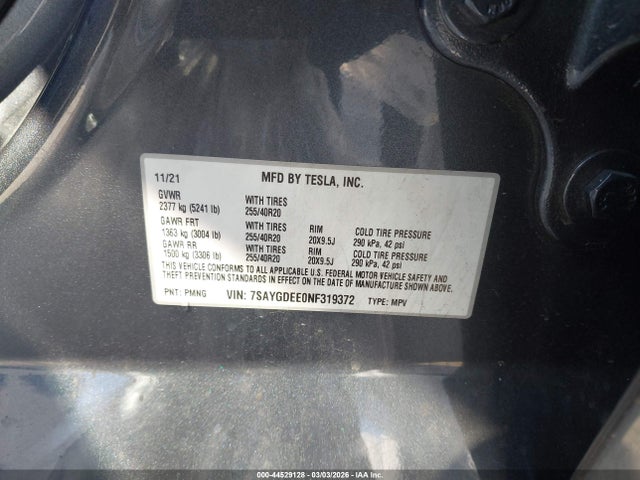 11/21 MFD BY TESLA, INC.
GVWR WITH TIRES
2377 kg (5241 lb) 255/40R20
GAWR FRT WITH TIRES RIM COLD TIRE PRESSURE
1363 kg (3004 lb) 255/40R20 20X9.5J 290 kPa, 42 psi
GAWR RR WITH TIRES RIM COLD TIRE PRESSURE
1500 kg (3306 lb) 255/40R20 20X9.5J 290 kPa, 42 psi
THIS VEHICLE CONFORMS TO ALL APPLICABLE U.S. FEDERAL MOTOR VEHICLE SAFETY AND
THEFT PREVENTION STANDARDS IN EFFECT ON THE DATE OF MANUFACTURE SHOWN ABOVE.
PNT: PMNG VIN: 7SAYGDEE0NF319372 TYPE: MPV
000-44529128 - 03/03/2026 - IAAI.COM